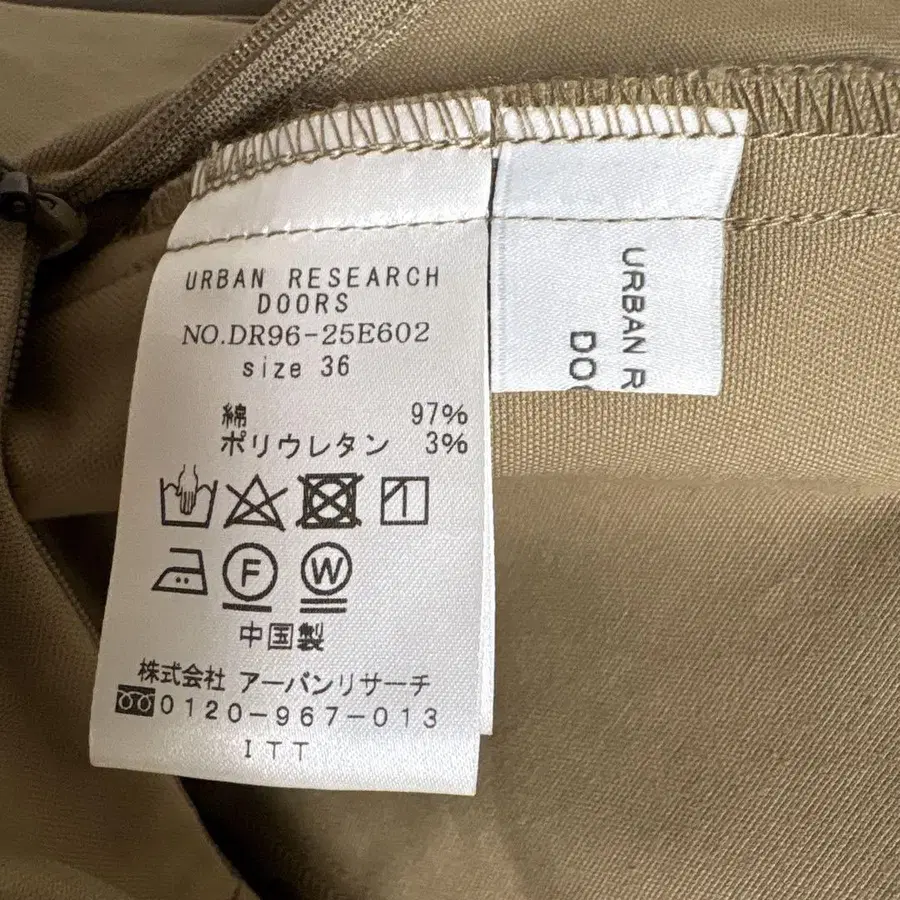 URBAN RESEARCH
DOORS
NO.DR96-25E602
size 36
綿 97%
ポリウレタン 3%
F W
中国製
株式会社 アーバンリサーチ
0120-967-013
ITT
URBAN R
DO